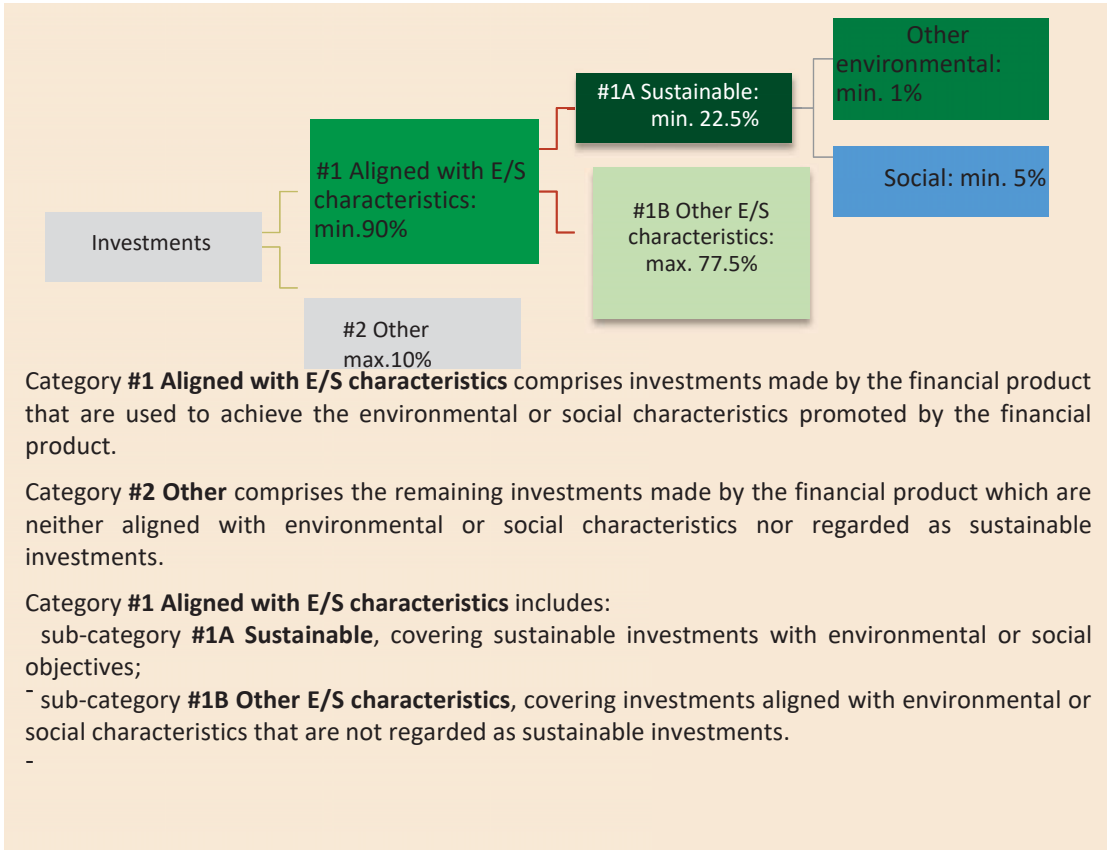 Investments
#1 Aligned with E/S
characteristics:
min.90%
#2 Other
max.10%
#1A Sustainable:
min. 22.5%
#1B Other E/S
characteristics:
max. 77.5%
Other
environmental:
min. 1%
Social: min. 5%
Category #1 Aligned with E/S characteristics comprises investments made by the financial product
that are used to achieve the environmental or social characteristics promoted by the financial
product.
Category #2 Other comprises the remaining investments made by the financial product which are
neither aligned with environmental or social characteristics nor regarded as sustainable
investments.
Category #1 Aligned with E/S characteristics includes:
sub-category #1A Sustainable, covering sustainable investments with environmental or social
objectives;
- sub-category #1B Other E/S characteristics, covering investments aligned with environmental or
social characteristics that are not regarded as sustainable investments.
-